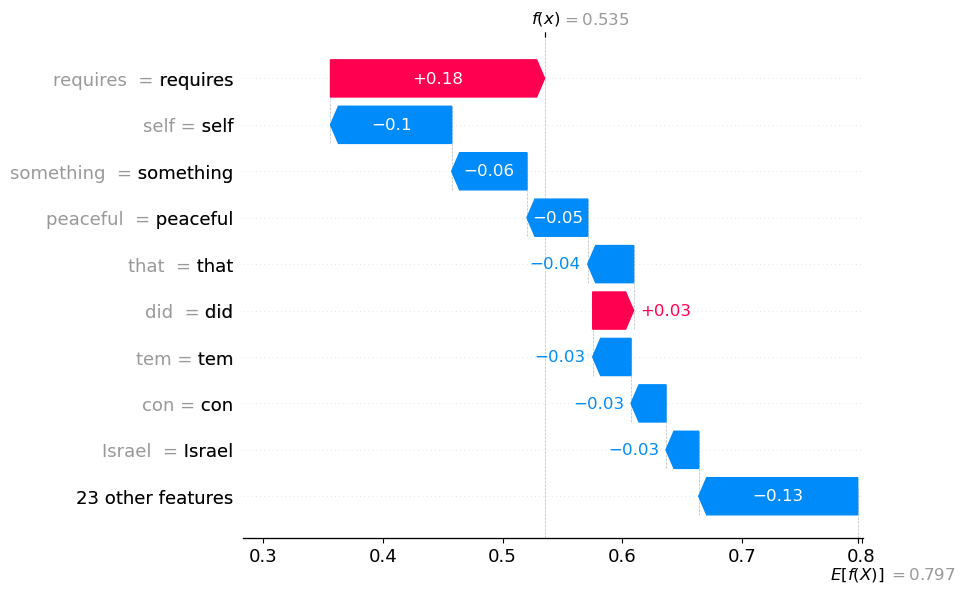 f(x) = 0.535
requires = requires
+0.18
self = self
−0.1
something = something
−0.06
peaceful = peaceful
−0.05
that = that
−0.04
did = did
+0.03
tem = tem
−0.03
con = con
−0.03
Israel = Israel
−0.03
23 other features
−0.13
0.3 0.4 0.5 0.6 0.7 0.8
E[f(X)] = 0.797